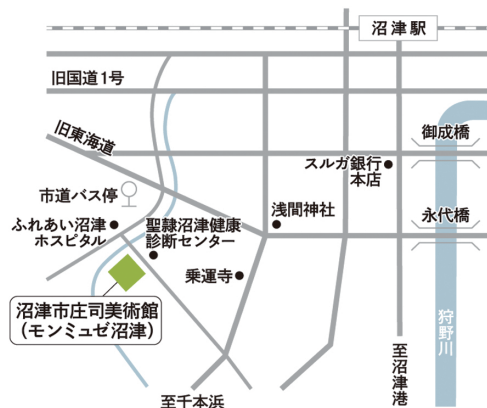 沼津駅
旧国道1号
旧東海道
御成橋
スルガ銀行
本店
市道バス停
ふれあい沼津
ホスピタル
聖隷沼津健康
診断センター
浅間神社
永代橋
乗運寺
沼津市庄司美術館
（モンミュゼ沼津）
狩野川
至沼津港
至千本浜